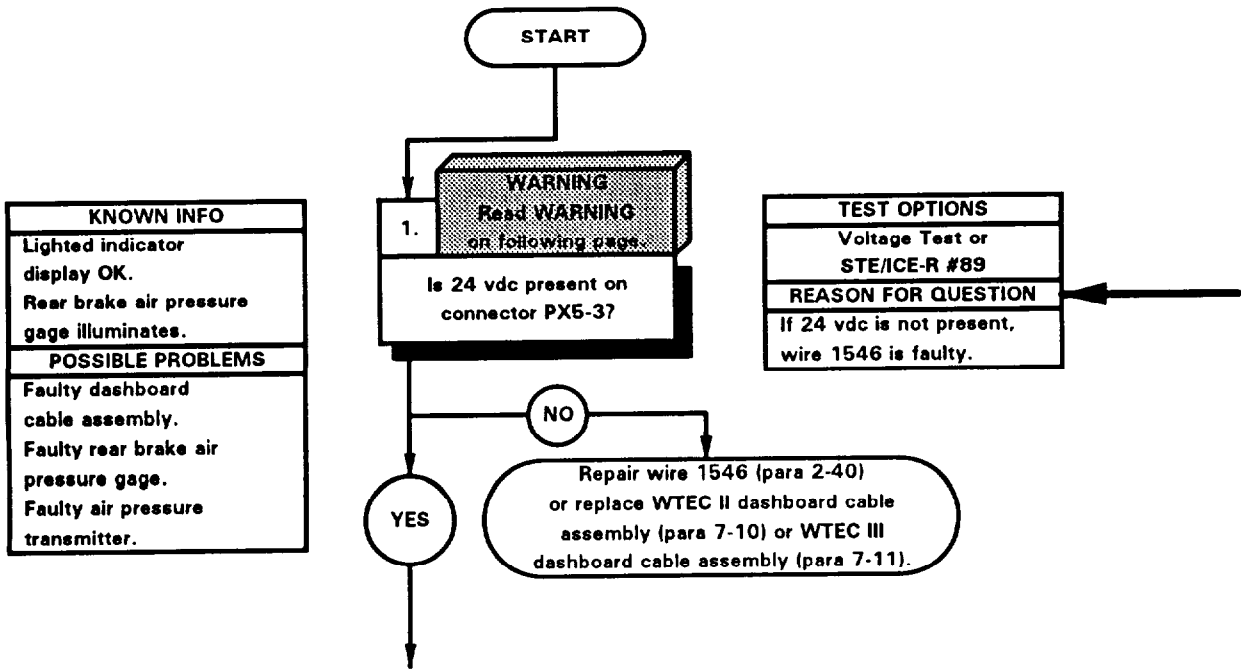 START
KNOWN INFO
Lighted indicator
display OK.
Rear brake air pressure
gage illuminates.
POSSIBLE PROBLEMS
Faulty dashboard
cable assembly.
Faulty rear brake air
pressure gage.
Faulty air pressure
transmitter.
1.
WARNING
Read WARNING
on following page.
Is 24 vdc present on
connector PX5-3?
TEST OPTIONS
Voltage Test or
STE/ICE-R #89
REASON FOR QUESTION
If 24 vdc is not present,
wire 1546 is faulty.
NO
YES
Repair wire 1546 (para 2-40)
or replace WTEC II dashboard cable
assembly (para 7-10) or WTEC III
dashboard cable assembly (para 7-11).